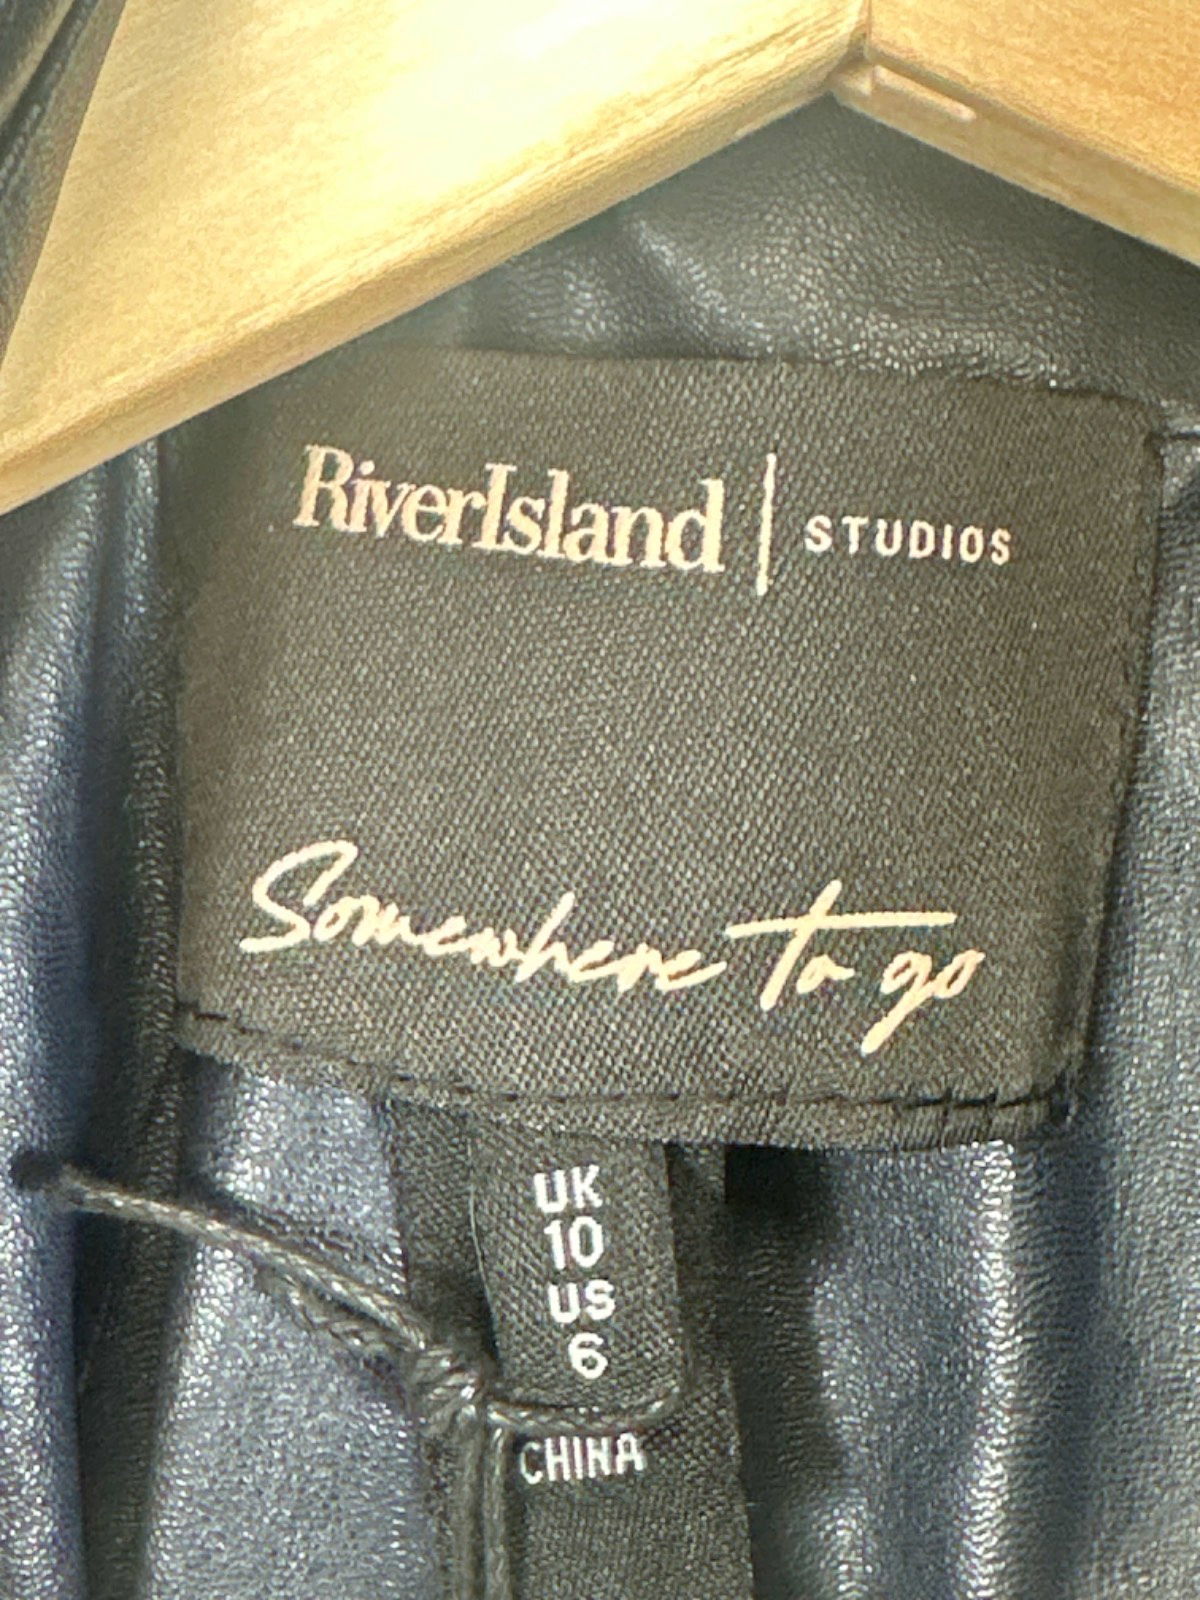 RiverIsland | STUDIOS
Somewhere to go
UK
10
US
6
CHINA